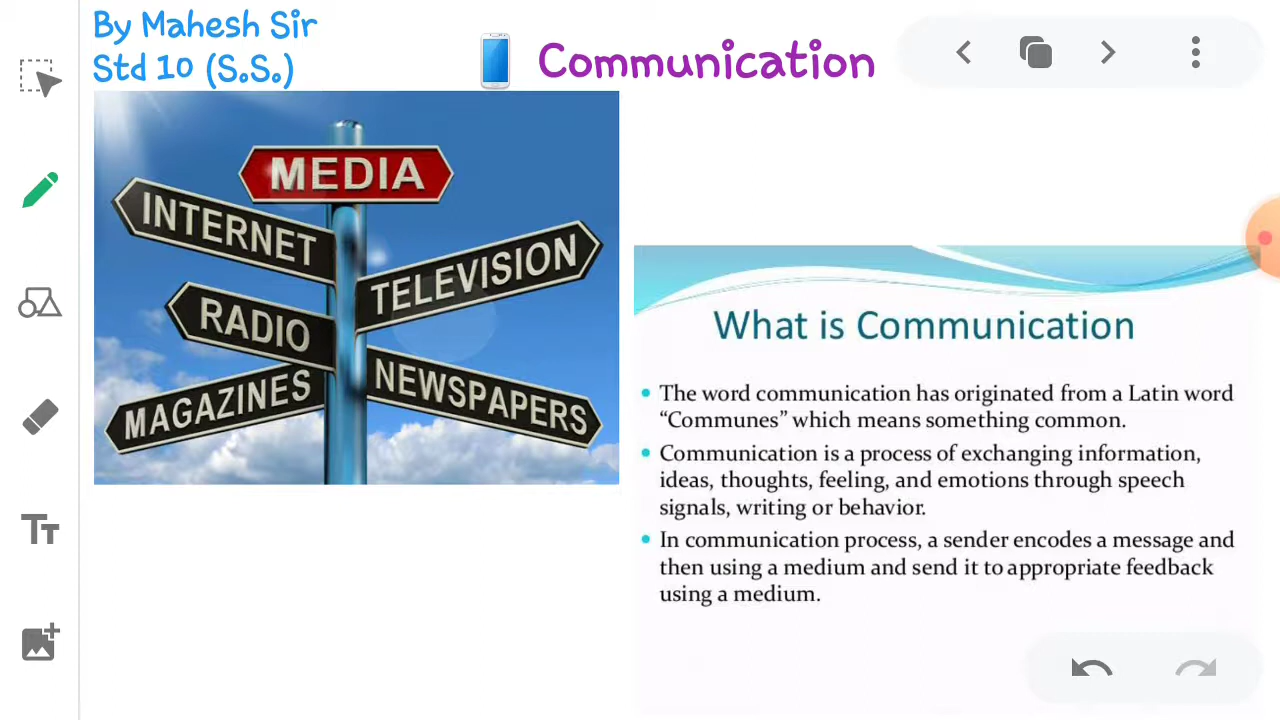 By Mahesh Sir
Std 10 (S.S.)
Communication
MEDIA
INTERNET
TELEVISION
RADIO
MAGAZINES
NEWSPAPERS
What is Communication
The word communication has originated from a Latin word
“Communes” which means something common.
Communication is a process of exchanging information,
ideas, thoughts, feeling, and emotions through speech
signals, writing or behavior.
In communication process, a sender encodes a message and
then using a medium and send it to appropriate feedback
using a medium.
TT